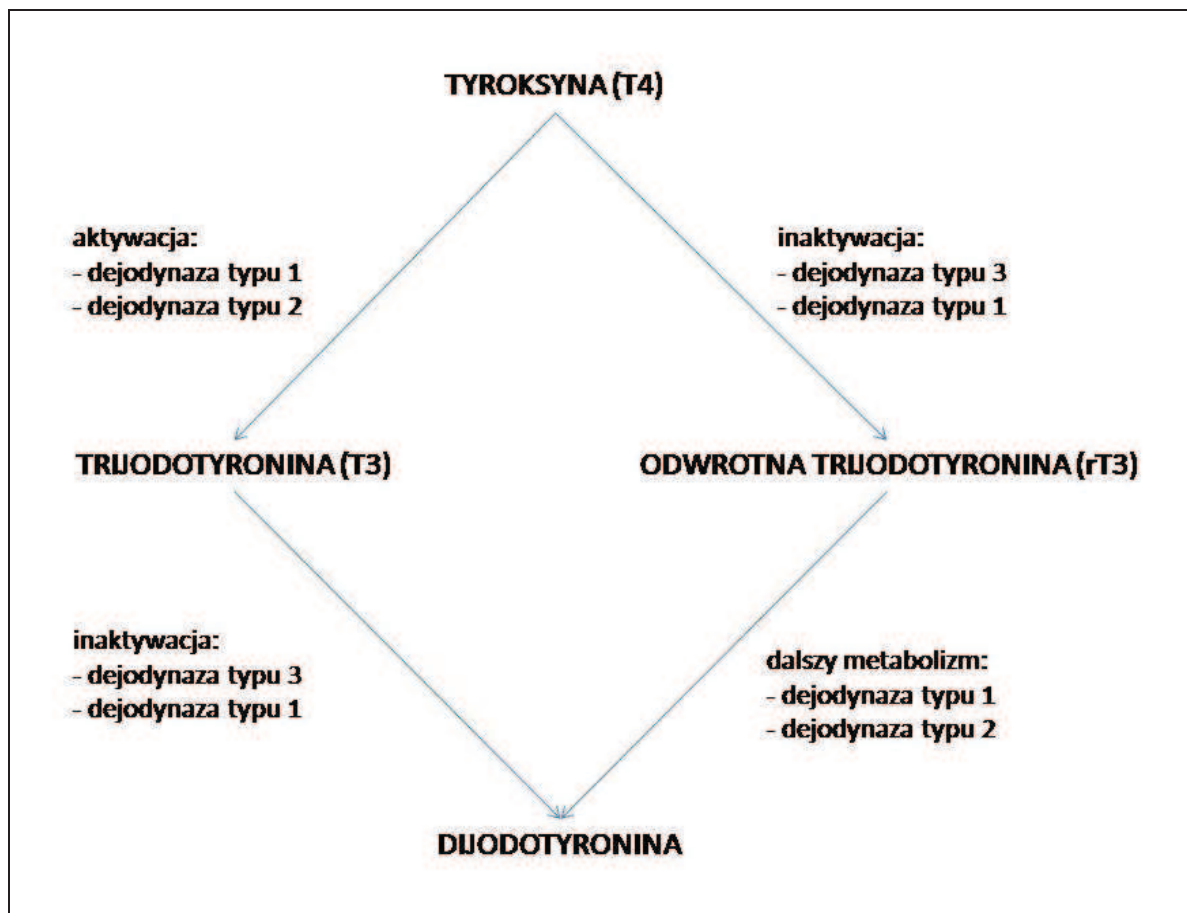 TYROKSYNA (T4)
aktywacja:
- dejodynaza typu 1
- dejodynaza typu 2
inaktywacja:
- dejodynaza typu 3
- dejodynaza typu 1
TRIJODOTYRONINA (T3)
ODWROTNA TRIJODOTYRONINA (rT3)
inaktywacja:
- dejodynaza typu 3
- dejodynaza typu 1
dalszy metabolizm:
- dejodynaza typu 1
- dejodynaza typu 2
DIJODOTYRONINA